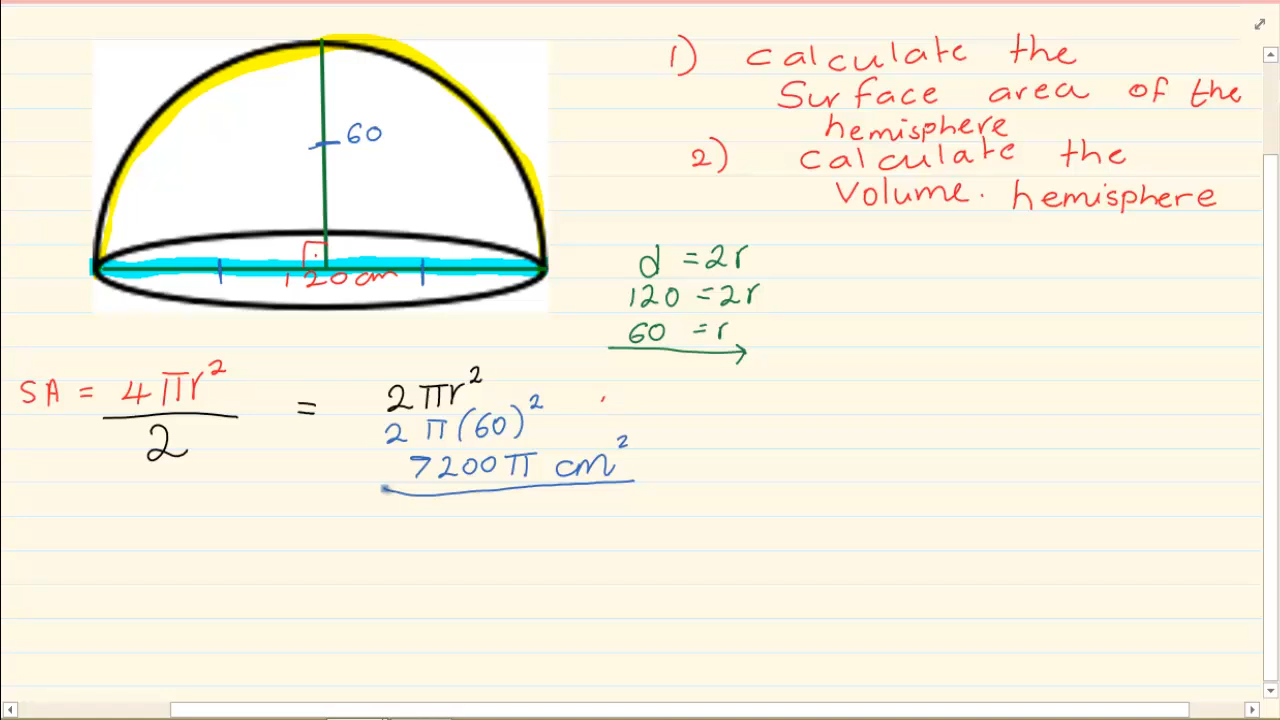 60
120cm
1) Calculate the
Surface area of the
hemisphere
2) Calculate the
Volume. hemisphere
d = 2r
120 = 2r
60 = r
SA = 4πr² / 2 = 2πr²
2π(60)²
7200π cm²